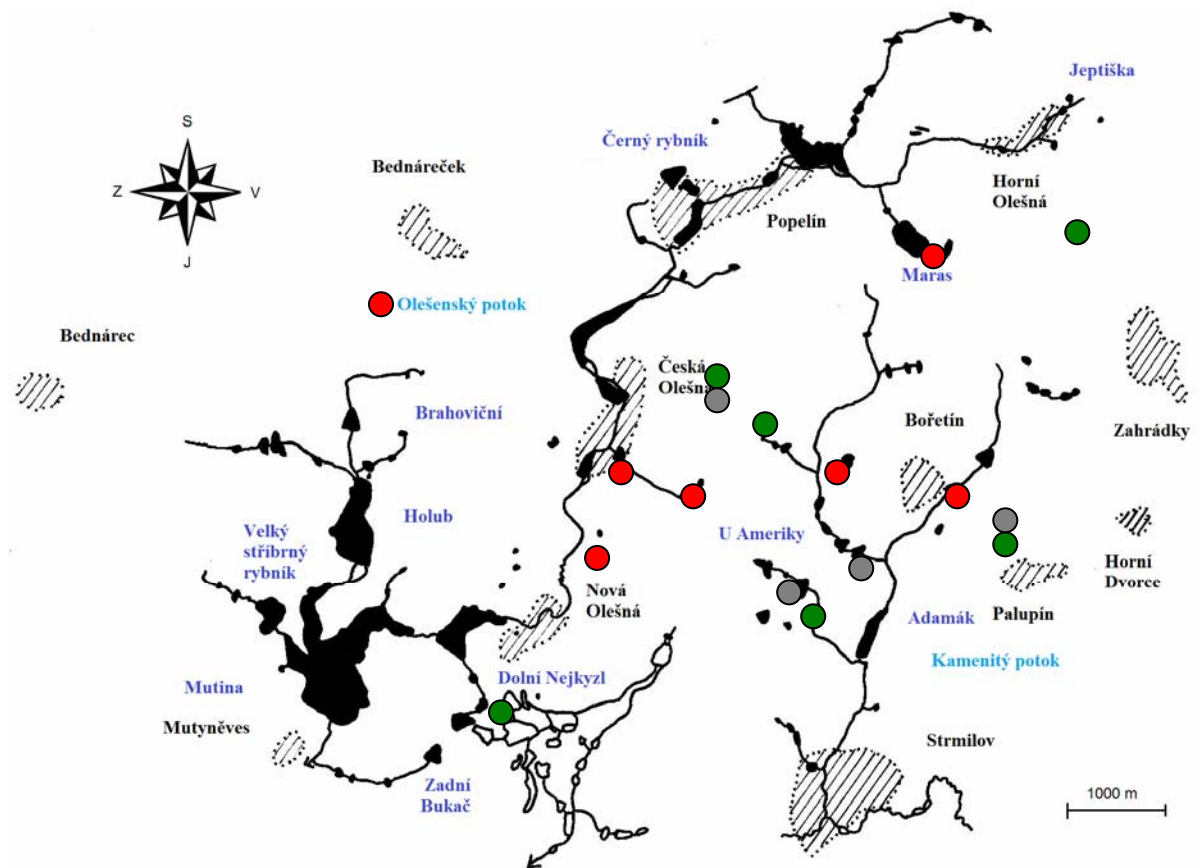 Jeptiška
S
Černý rybník
Bednáreček
Z
V
Horní
Olešná
Popelín
J
Maras
Olešenský potok
Bednárec
Česká
Olešná
Brahoviční
Bořetín
Zahrádky
Holub
Velký
stříbrný
rybník
U Ameriky
Horní
Dvorce
Nová
Olešná
Adamák
Palupín
Kamenitý potok
Dolní Nejkyzl
Mutina
Mutyněves
Strmilov
Zadní
Bukač
1000 m